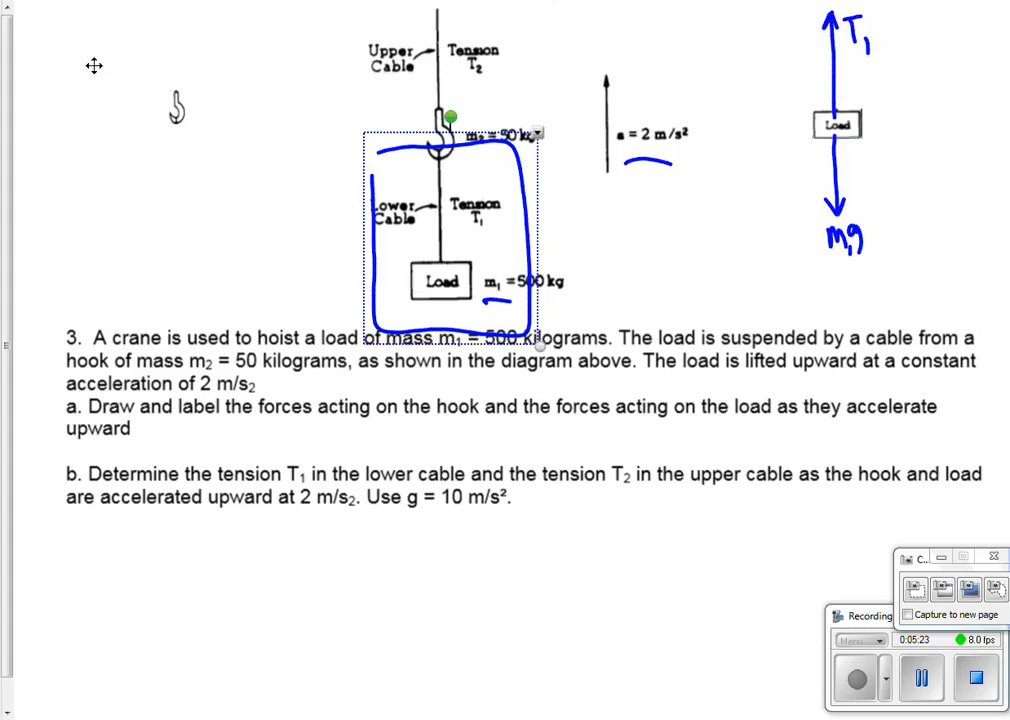 Upper Cable
Tension T₂
T₁
Load
m₂ = 50 kg
a = 2 m/s²
Lower Cable
Tension T₁
m₁g
Load
m₁ = 500 kg
3. A crane is used to hoist a load of mass m₁ = 500 kilograms. The load is suspended by a cable from a
hook of mass m₂ = 50 kilograms, as shown in the diagram above. The load is lifted upward at a constant
acceleration of 2 m/s₂
a. Draw and label the forces acting on the hook and the forces acting on the load as they accelerate
upward
b. Determine the tension T₁ in the lower cable and the tension T₂ in the upper cable as the hook and load
are accelerated upward at 2 m/s₂. Use g = 10 m/s².
C...
Capture to new page
Recording
Menu
0:05:23
8.0 fps